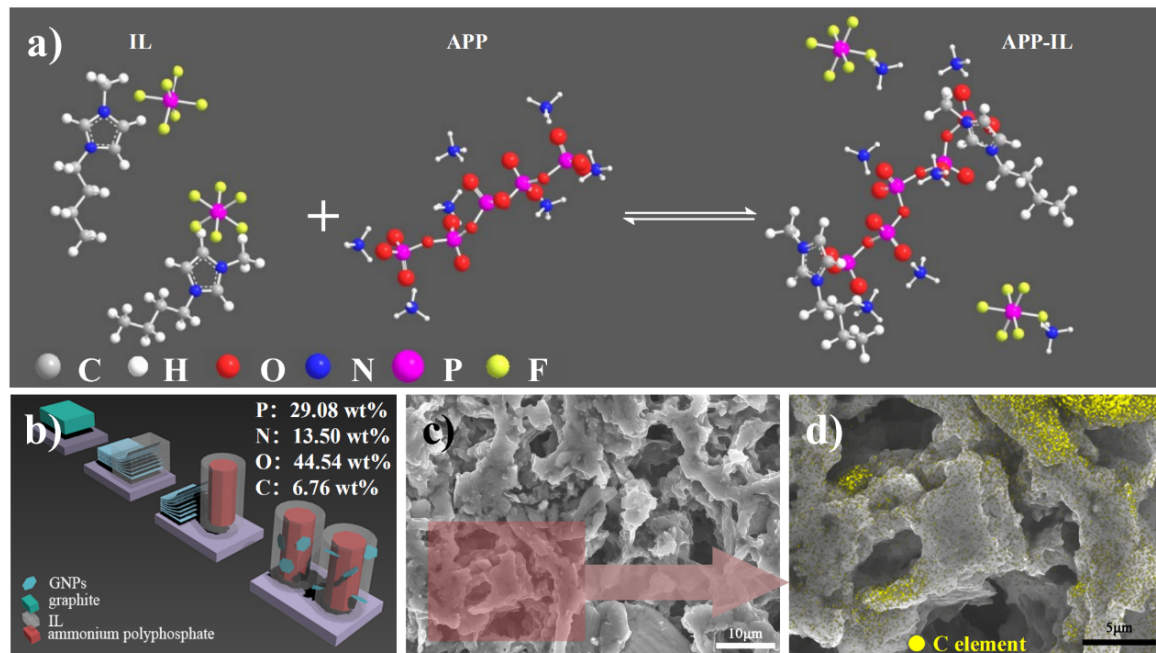 a)
IL
APP
APP-IL
C H O N P F
b)
P: 29.08 wt%
N: 13.50 wt%
O: 44.54 wt%
C: 6.76 wt%
GNPs
graphite
IL
ammonium polyphosphate
c)
10μm
d)
C element
5μm